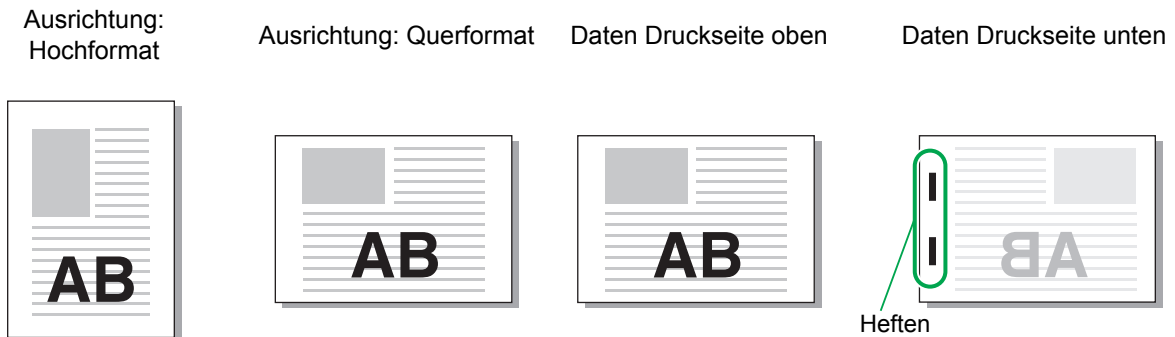 Ausrichtung:
Hochformat
Ausrichtung: Querformat
Daten Druckseite oben
Daten Druckseite unten
AB
AB
AB
AB
Heften